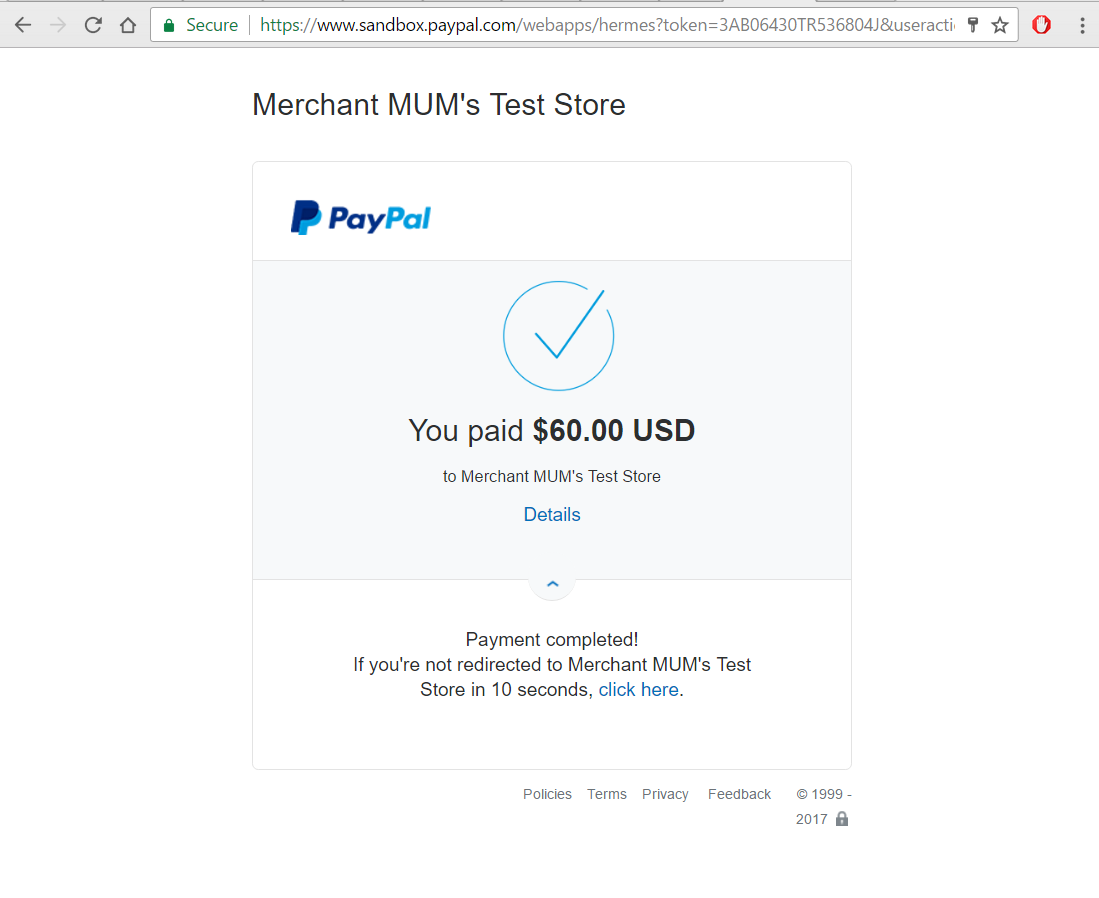 Secure https://www.sandbox.paypal.com/webapps/hermes?token=3AB06430TR536804J&useracti
Merchant MUM's Test Store
PayPal
You paid $60.00 USD
to Merchant MUM's Test Store
Details
Payment completed!
If you're not redirected to Merchant MUM's Test
Store in 10 seconds, click here.
Policies Terms Privacy Feedback © 1999 -
2017